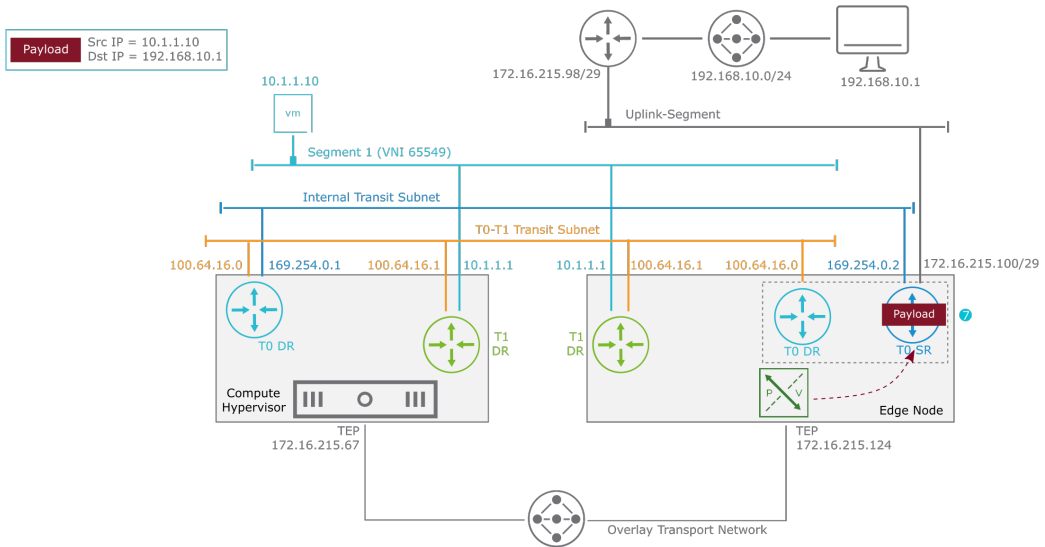 Payload
Src IP = 10.1.1.10
Dst IP = 192.168.10.1
172.16.215.98/29
192.168.10.0/24
192.168.10.1
10.1.1.10
vm
Uplink-Segment
Segment 1 (VNI 65549)
Internal Transit Subnet
T0-T1 Transit Subnet
100.64.16.0
169.254.0.1
100.64.16.1
10.1.1.1
10.1.1.1
100.64.16.1
100.64.16.0
169.254.0.2
172.16.215.100/29
T0 DR
T1
DR
T1
DR
T0 DR
Payload
T0 SR
7
Compute
Hypervisor
P
V
Edge Node
TEP
172.16.215.67
TEP
172.16.215.124
Overlay Transport Network